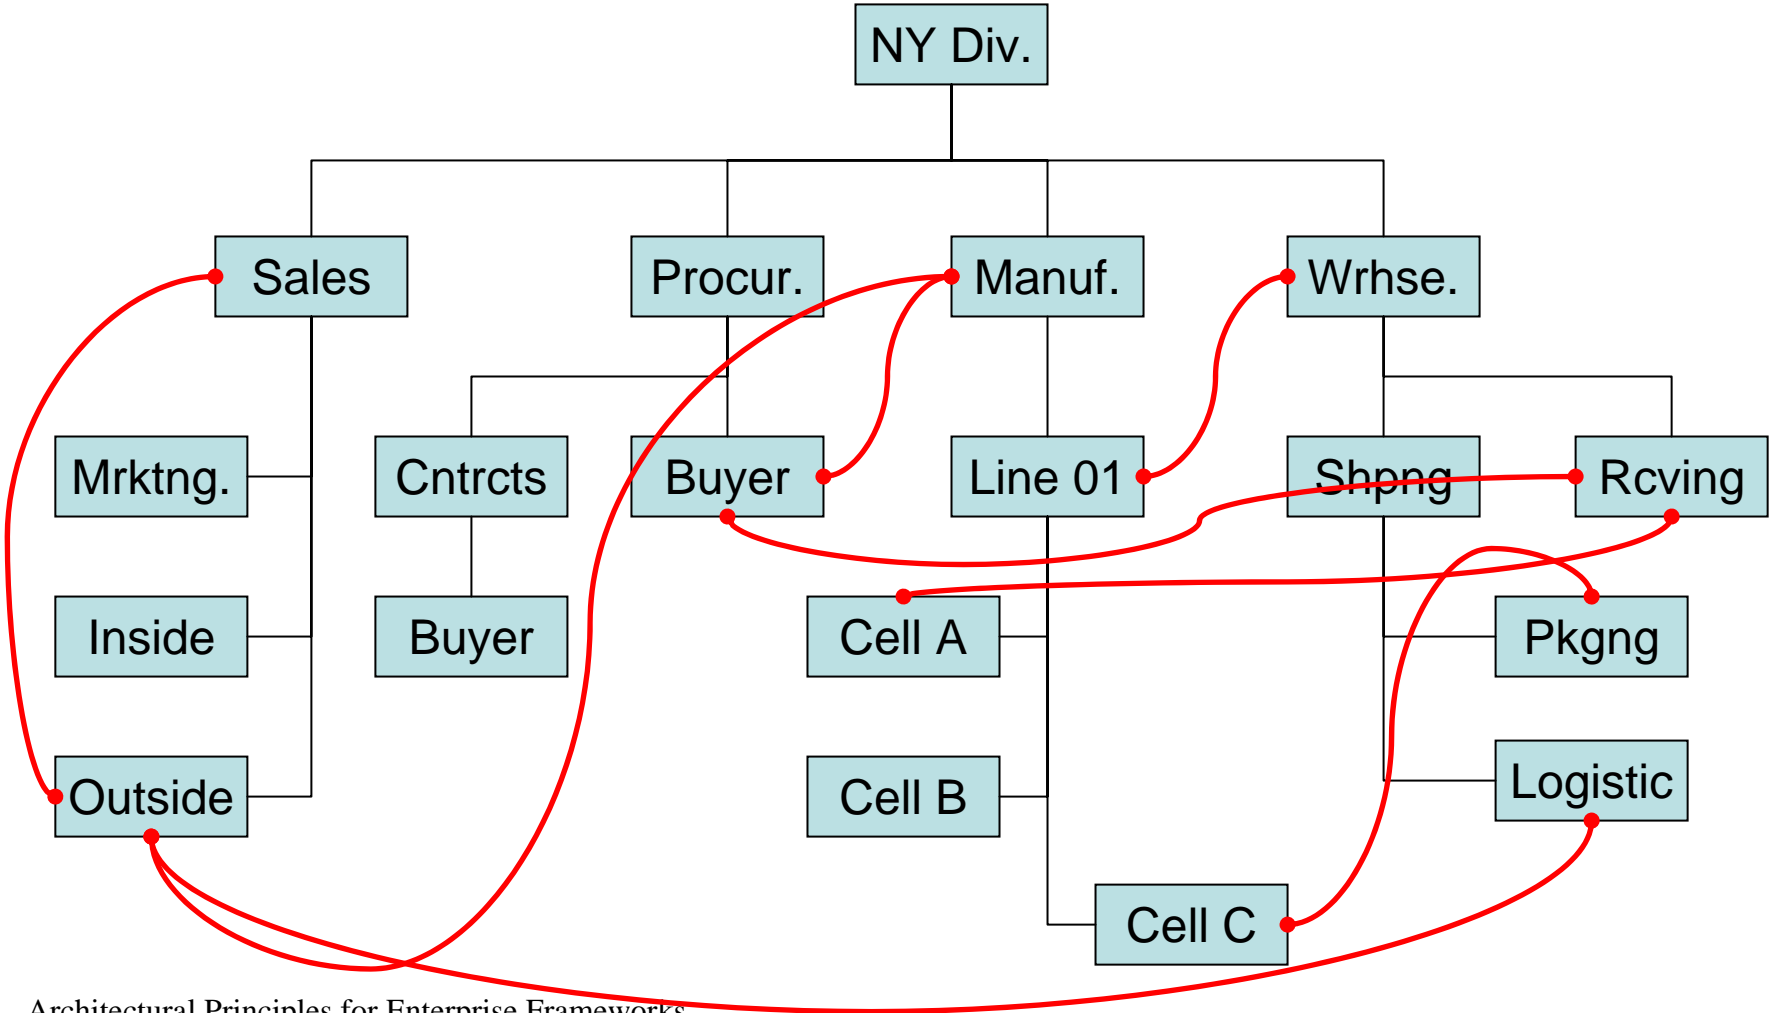 NY Div.
Sales
Procur.
Manuf.
Wrhse.
Mrktng.
Cntrcts
Buyer
Line 01
Shpng
Rcving
Inside
Buyer
Cell A
Pkgng
Outside
Cell B
Logistic
Cell C
Architectural Principles for Enterprise Frameworks